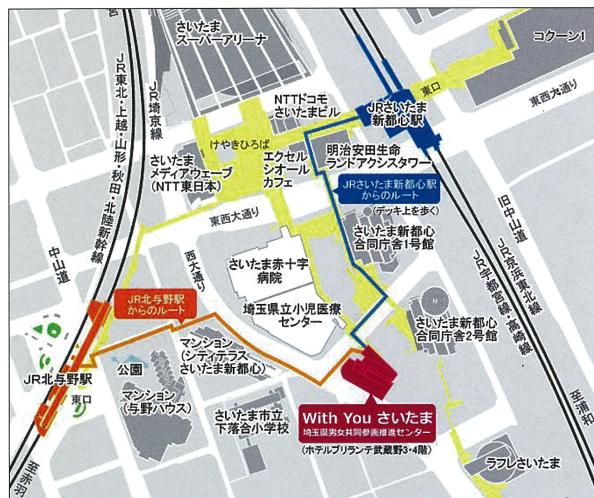 さいたま
スーパーアリーナ
コクーン1
JR東北・上越・山形・秋田・北陸新幹線
JR埼京線
NTTドコモ
さいたまビル
JRさいたま
新都心駅
東口
東西大通り
けやきひろば
さいたま
メディアウェーブ
(NTT東日本)
エクセル
シオール
カフェ
明治安田生命
ランドアクシスタワー
JRさいたま新都心駅
からのルート
(デッキ上を歩く)
東西大通り
中山道
西大通り
さいたま新都心
合同庁舎1号館
旧中山道
JR京浜東北線
JR宇都宮線・高崎線
さいたま赤十字
病院
JR北与野駅
からのルート
埼玉県立小児医療
センター
H
さいたま新都心
合同庁舎2号館
マンション
(シティテラス
さいたま新都心)
公園
JR北与野駅
東口
マンション
(与野ハウス)
さいたま市立
下落合小学校
With You さいたま
埼玉県男女共同参画推進センター
(ホテルブリランテ武蔵野3・4階)
至浦和
至赤羽
ラフレさいたま